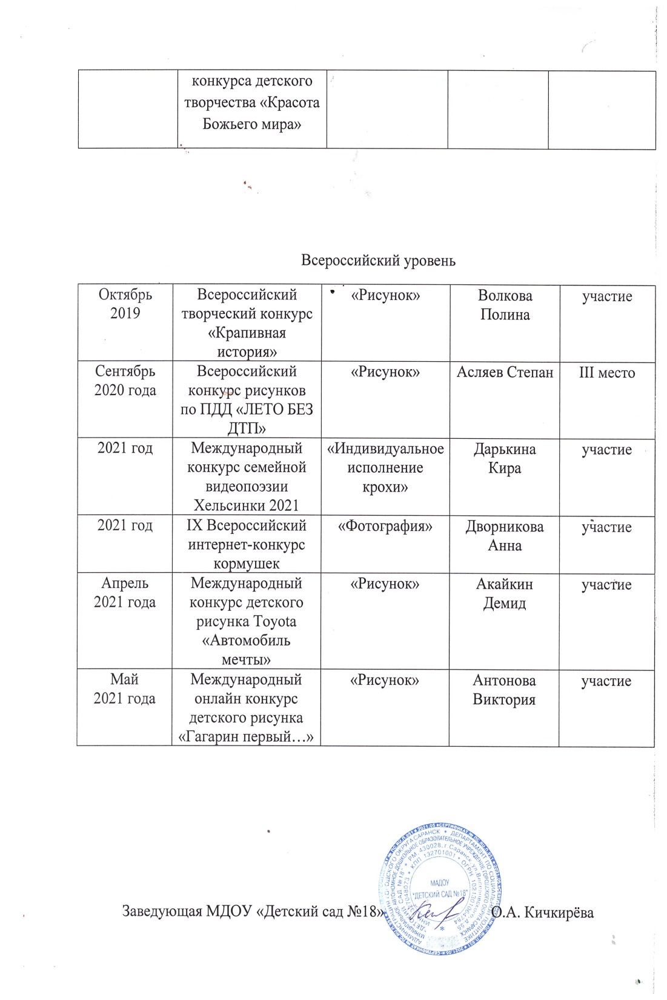 конкурса детского
творчества «Красота
Божьего мира»
Всероссийский уровень
Октябрь
2019
Всероссийский
творческий конкурс
«Крапивная
история»
«Рисунок»
Волкова
Полина
участие
Сентябрь
2020 года
Всероссийский
конкурс рисунков
по ПДД «ЛЕТО БЕЗ
ДТП»
«Рисунок»
Асляев Степан
III место
2021 год
Международный
конкурс семейной
видеопоэзии
Хельсинки 2021
«Индивидуальное
исполнение
крохи»
Дарькина
Кира
участие
2021 год
IX Всероссийский
интернет-конкурс
кормушек
«Фотография»
Дворникова
Анна
участие
Апрель
2021 года
Международный
конкурс детского
рисунка Toyota
«Автомобиль
мечты»
«Рисунок»
Акайкин
Демид
участие
Май
2021 года
Международный
онлайн конкурс
детского рисунка
«Гагарин первый…»
«Рисунок»
Антонова
Виктория
участие
Заведующая МДОУ «Детский сад №18»
О.А. Кичкирёва
МАДОУ
"ДЕТСКИЙ САД №18"